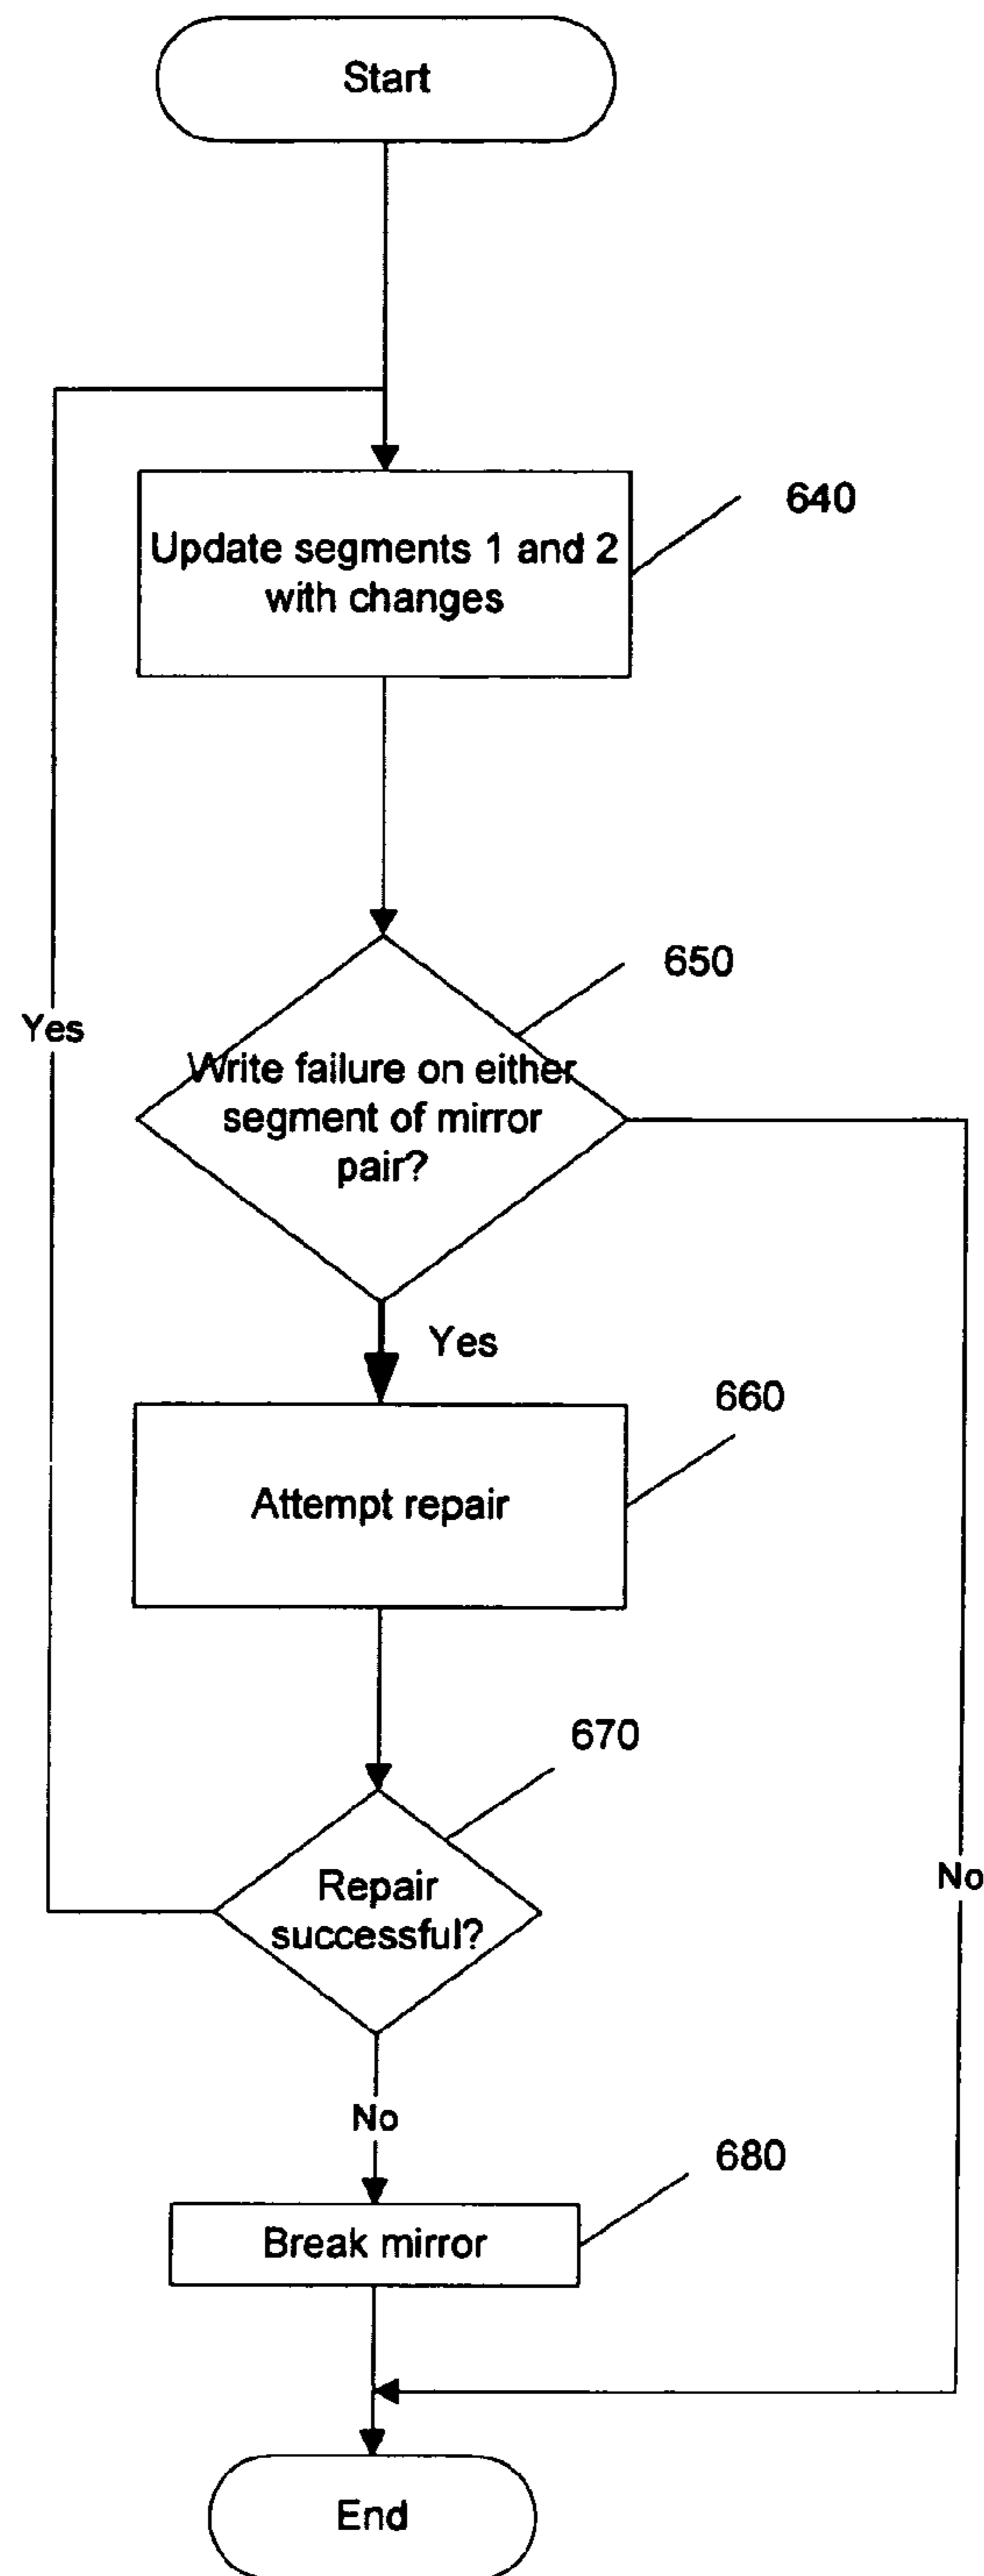 Start
640
Update segments 1 and 2
with changes
650
Yes
Write failure on either
segment of mirror
pair?
Yes
660
Attempt repair
670
Repair
successful?
No
No
680
Break mirror
End